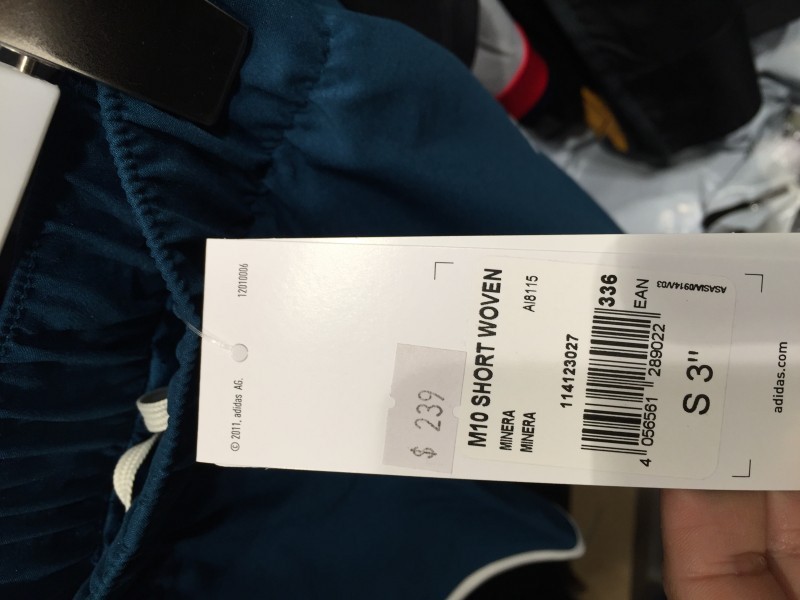 12010006
© 2011, adidas AG.
$ 239
M10 SHORT WOVEN
MINERA
MINERA
AI8115
114123027
336
4 056561 289022
EAN
ASASIA/0914/V03
S 3"
adidas.com